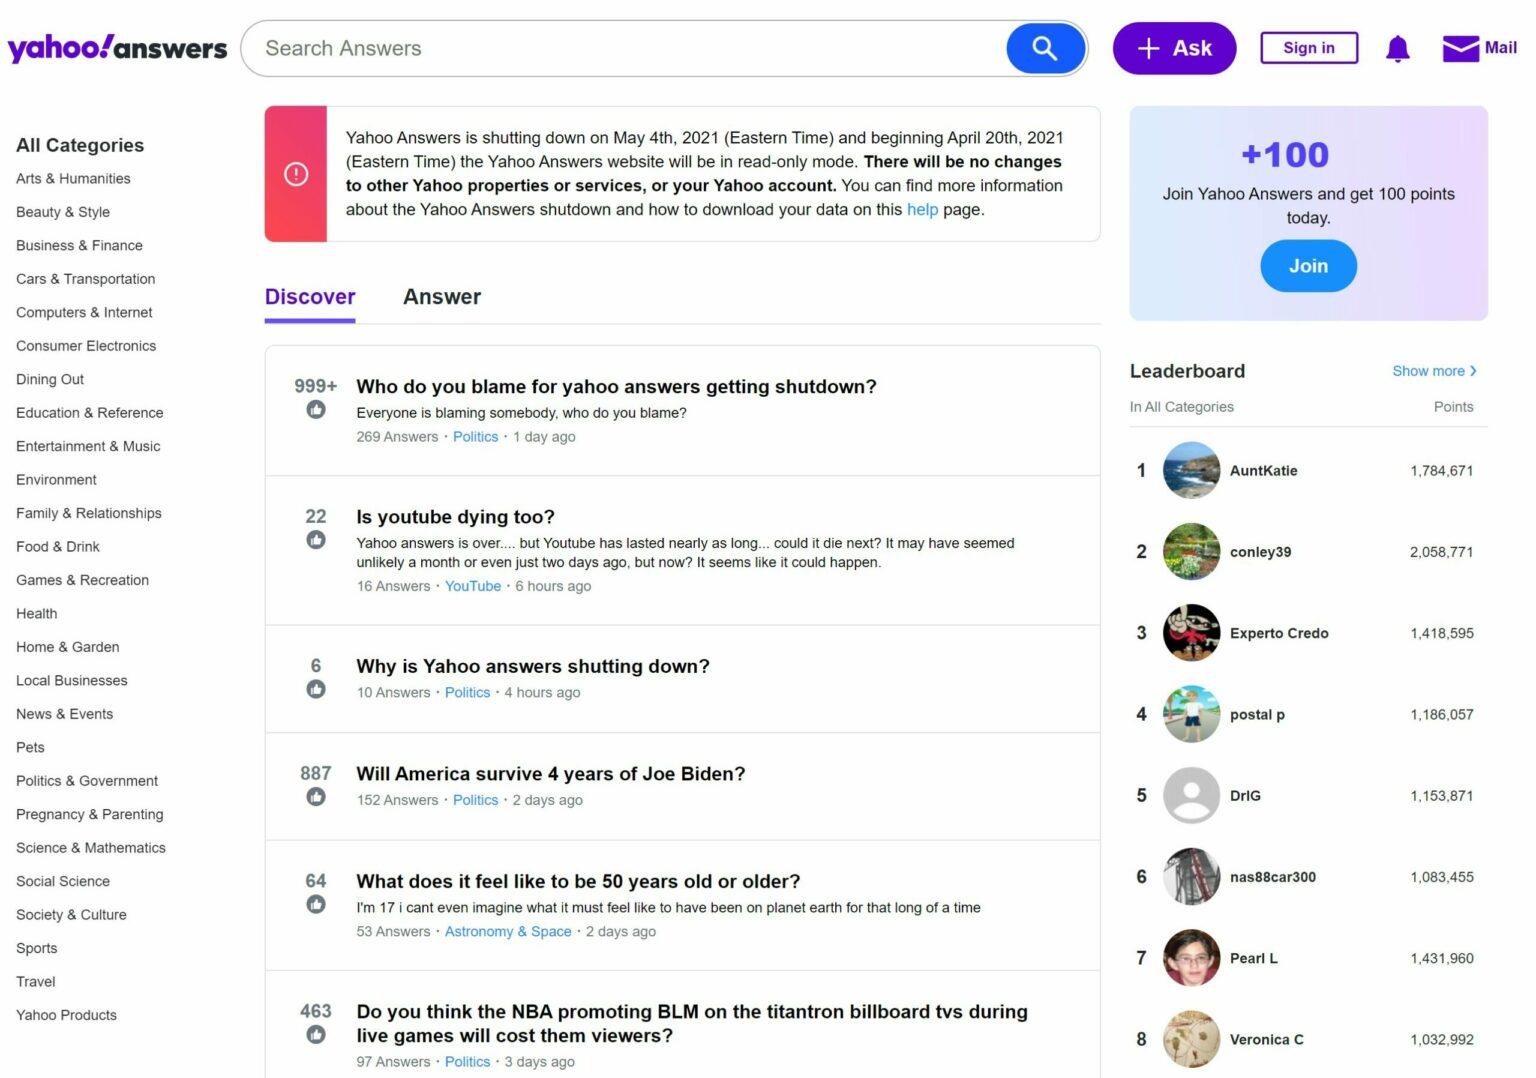 yahoo!answers
Search Answers
Ask
Sign in
Mail
All Categories
Arts & Humanities
Beauty & Style
Business & Finance
Cars & Transportation
Computers & Internet
Consumer Electronics
Dining Out
Education & Reference
Entertainment & Music
Environment
Family & Relationships
Food & Drink
Games & Recreation
Health
Home & Garden
Local Businesses
News & Events
Pets
Politics & Government
Pregnancy & Parenting
Science & Mathematics
Social Science
Society & Culture
Sports
Travel
Yahoo Products
Yahoo Answers is shutting down on May 4th, 2021 (Eastern Time) and beginning April 20th, 2021
(Eastern Time) the Yahoo Answers website will be in read-only mode. There will be no changes
to other Yahoo properties or services, or your Yahoo account. You can find more information
about the Yahoo Answers shutdown and how to download your data on this help page.
Discover Answer
999+ Who do you blame for yahoo answers getting shutdown?
Everyone is blaming somebody, who do you blame?
269 Answers · Politics · 1 day ago
22 Is youtube dying too?
Yahoo answers is over.... but Youtube has lasted nearly as long... could it die next? It may have seemed
unlikely a month or even just two days ago, but now? It seems like it could happen.
16 Answers · YouTube · 6 hours ago
6 Why is Yahoo answers shutting down?
10 Answers · Politics · 4 hours ago
887 Will America survive 4 years of Joe Biden?
152 Answers · Politics · 2 days ago
64 What does it feel like to be 50 years old or older?
I'm 17 i cant even imagine what it must feel like to have been on planet earth for that long of a time
53 Answers · Astronomy & Space · 2 days ago
463 Do you think the NBA promoting BLM on the titantron billboard tvs during
live games will cost them viewers?
97 Answers · Politics · 3 days ago
+100
Join Yahoo Answers and get 100 points
today.
Join
Leaderboard Show more
In All Categories Points
1 AuntKatie 1,784,671
2 conley39 2,058,771
3 Experto Credo 1,418,595
4 postal p 1,186,057
5 DrIG 1,153,871
6 nas88car300 1,083,455
7 Pearl L 1,431,960
8 Veronica C 1,032,992